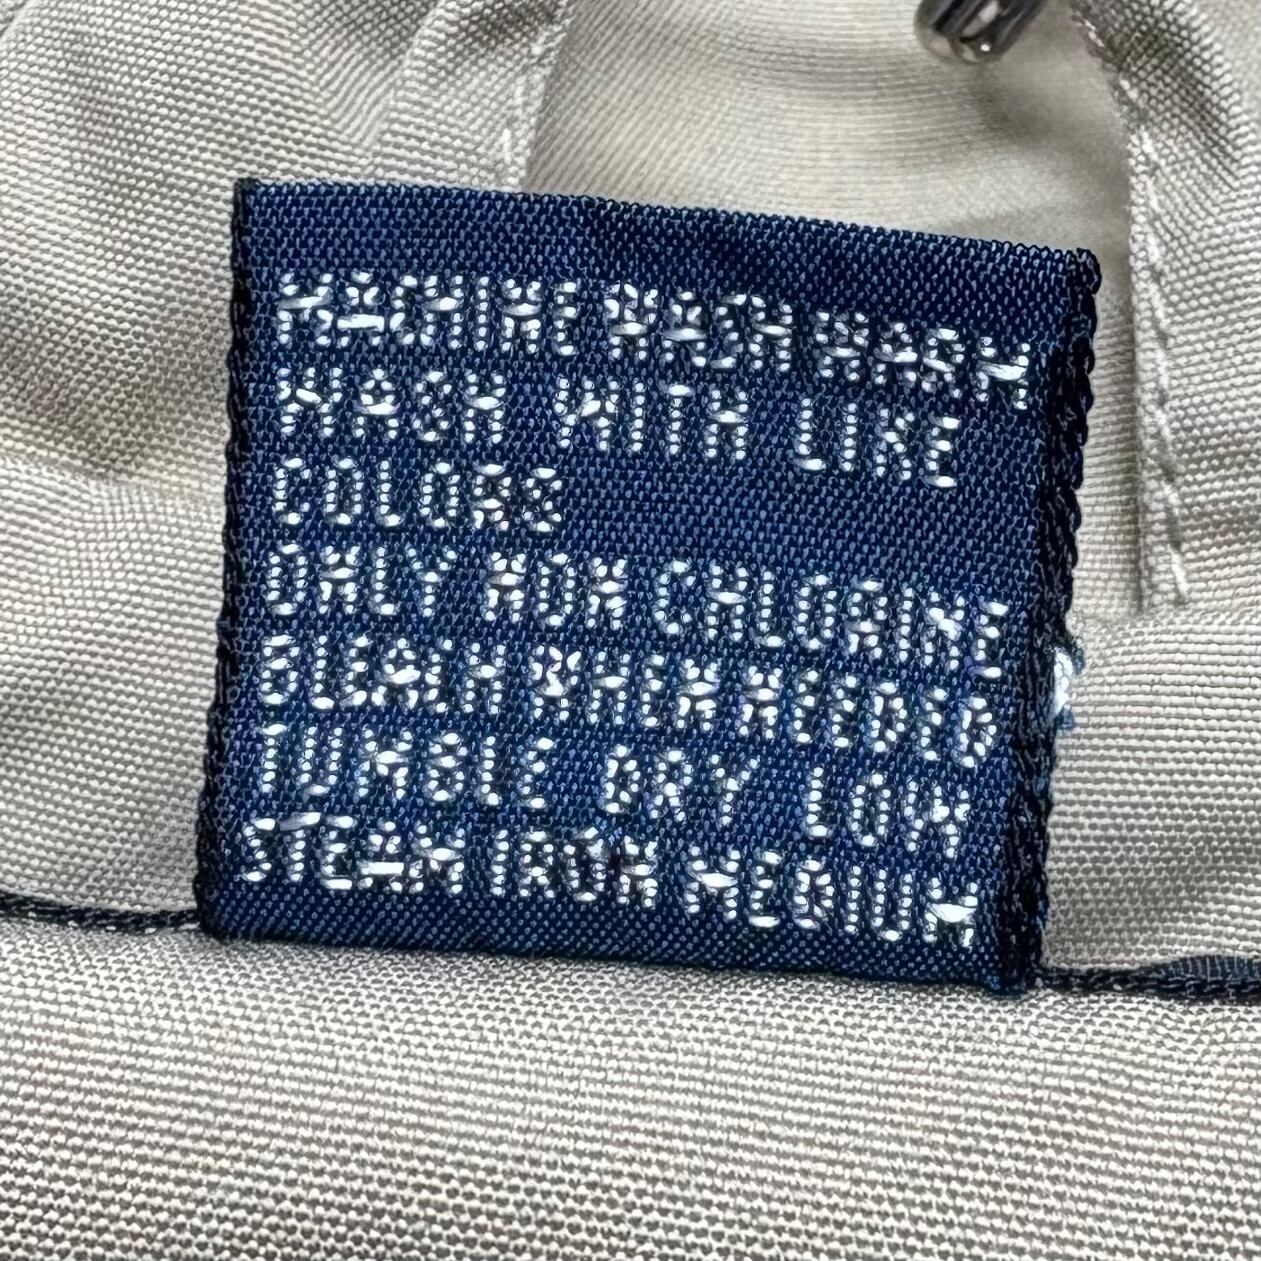 MACHINE WASH WARM
WASH WITH LIKE
COLORS
ONLY NON CHLORINE
BLEACH WHEN NEEDED
TUMBLE DRY LOW
STEAM IRON MEDIUM